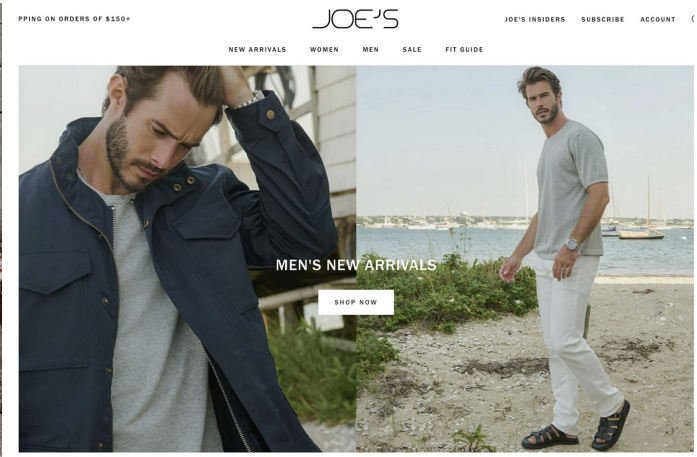 PPING ON ORDERS OF $150+
JOE'S
JOE'S INSIDERS SUBSCRIBE ACCOUNT
NEW ARRIVALS WOMEN MEN SALE FIT GUIDE
MEN'S NEW ARRIVALS
SHOP NOW